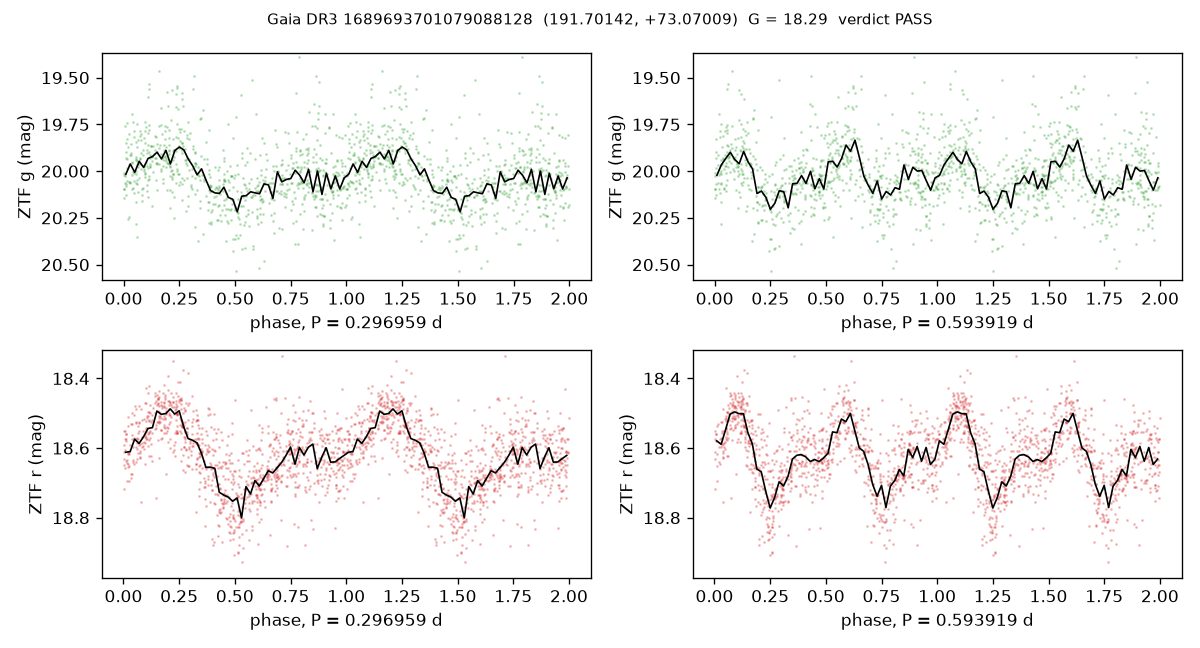 Gaia DR3 1689693701079088128  (191.70142, +73.07009)  G = 18.29  verdict PASS
ZTF g (mag)
19.50
19.75
20.00
20.25
20.50
0.00 0.25 0.50 0.75 1.00 1.25 1.50 1.75 2.00
phase, P = 0.296959 d
ZTF g (mag)
19.50
19.75
20.00
20.25
20.50
0.00 0.25 0.50 0.75 1.00 1.25 1.50 1.75 2.00
phase, P = 0.593919 d
ZTF r (mag)
18.4
18.6
18.8
0.00 0.25 0.50 0.75 1.00 1.25 1.50 1.75 2.00
phase, P = 0.296959 d
ZTF r (mag)
18.4
18.6
18.8
0.00 0.25 0.50 0.75 1.00 1.25 1.50 1.75 2.00
phase, P = 0.593919 d